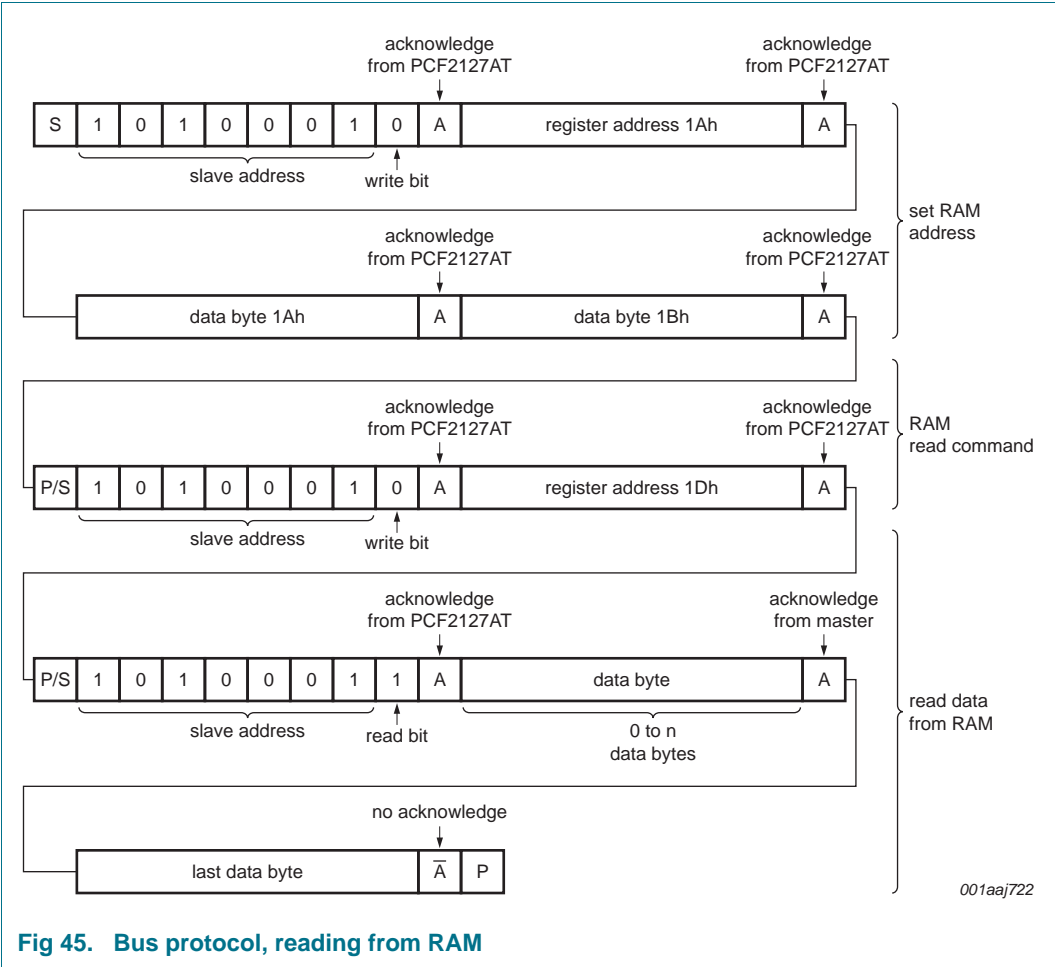 acknowledge
from PCF2127AT
acknowledge
from PCF2127AT
S 1 0 1 0 0 0 1 0 A register address 1Ah A
slave address
write bit
set RAM
address
acknowledge
from PCF2127AT
acknowledge
from PCF2127AT
data byte 1Ah A data byte 1Bh A
acknowledge
from PCF2127AT
acknowledge
from PCF2127AT
RAM
read command
P/S 1 0 1 0 0 0 1 0 A register address 1Dh A
slave address
write bit
acknowledge
from PCF2127AT
acknowledge
from master
P/S 1 0 1 0 0 0 1 1 A data byte A
slave address
read bit
0 to n
data bytes
read data
from RAM
no acknowledge
last data byte A̅ P
001aaj722
Fig 45. Bus protocol, reading from RAM